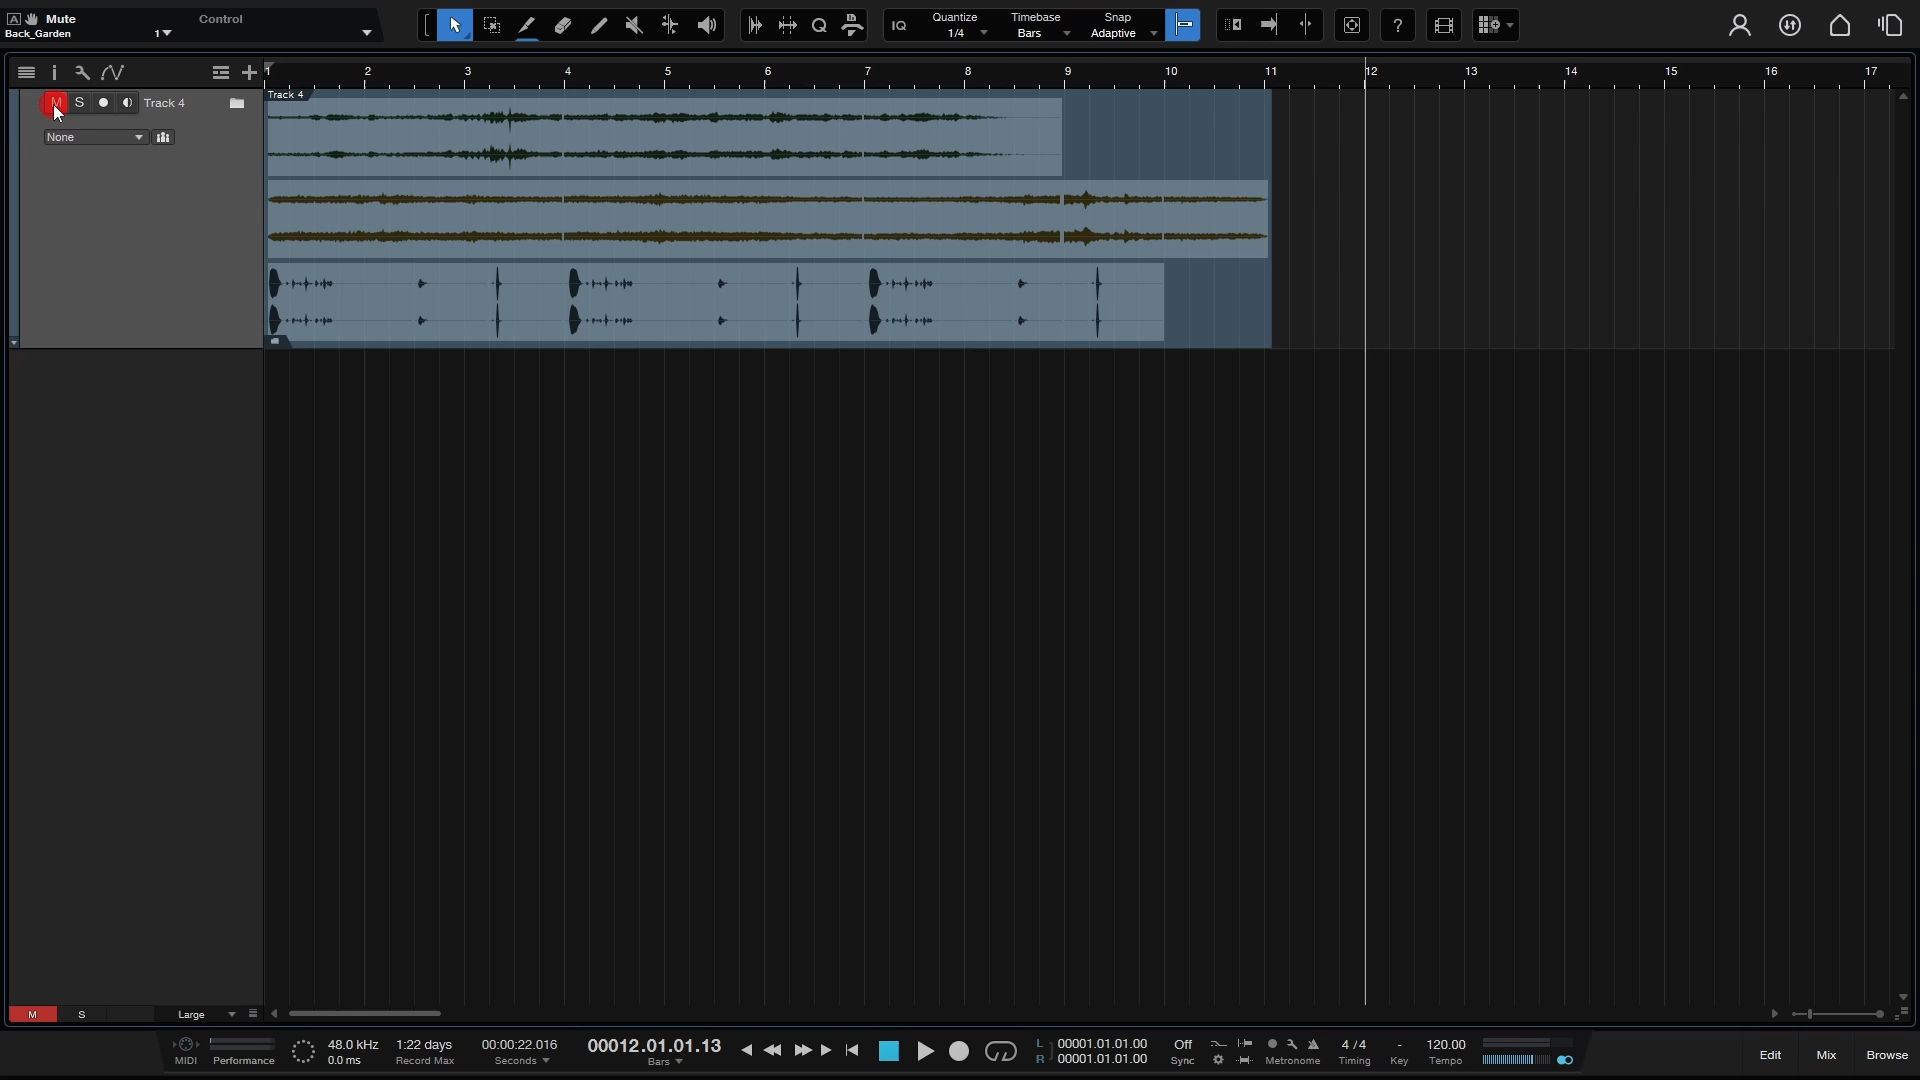 A Mute Control
Back_Garden 1
IQ Quantize Timebase Snap
1/4 Bars Adaptive
?
i
1 2 3 4 5 6 7 8 9 10 11 12 13 14 15 16 17
M S Track 4
Track 4
None
M S Large
MIDI Performance
48.0 kHz
0.0 ms
1:22 days
Record Max
00:00:22.016
Seconds
00012.01.01.13
Bars
L 00001.01.01.00
R 00001.01.01.00
Off
Sync
Metronome
4 / 4
Timing
-
Key
120.00
Tempo
Edit Mix Browse